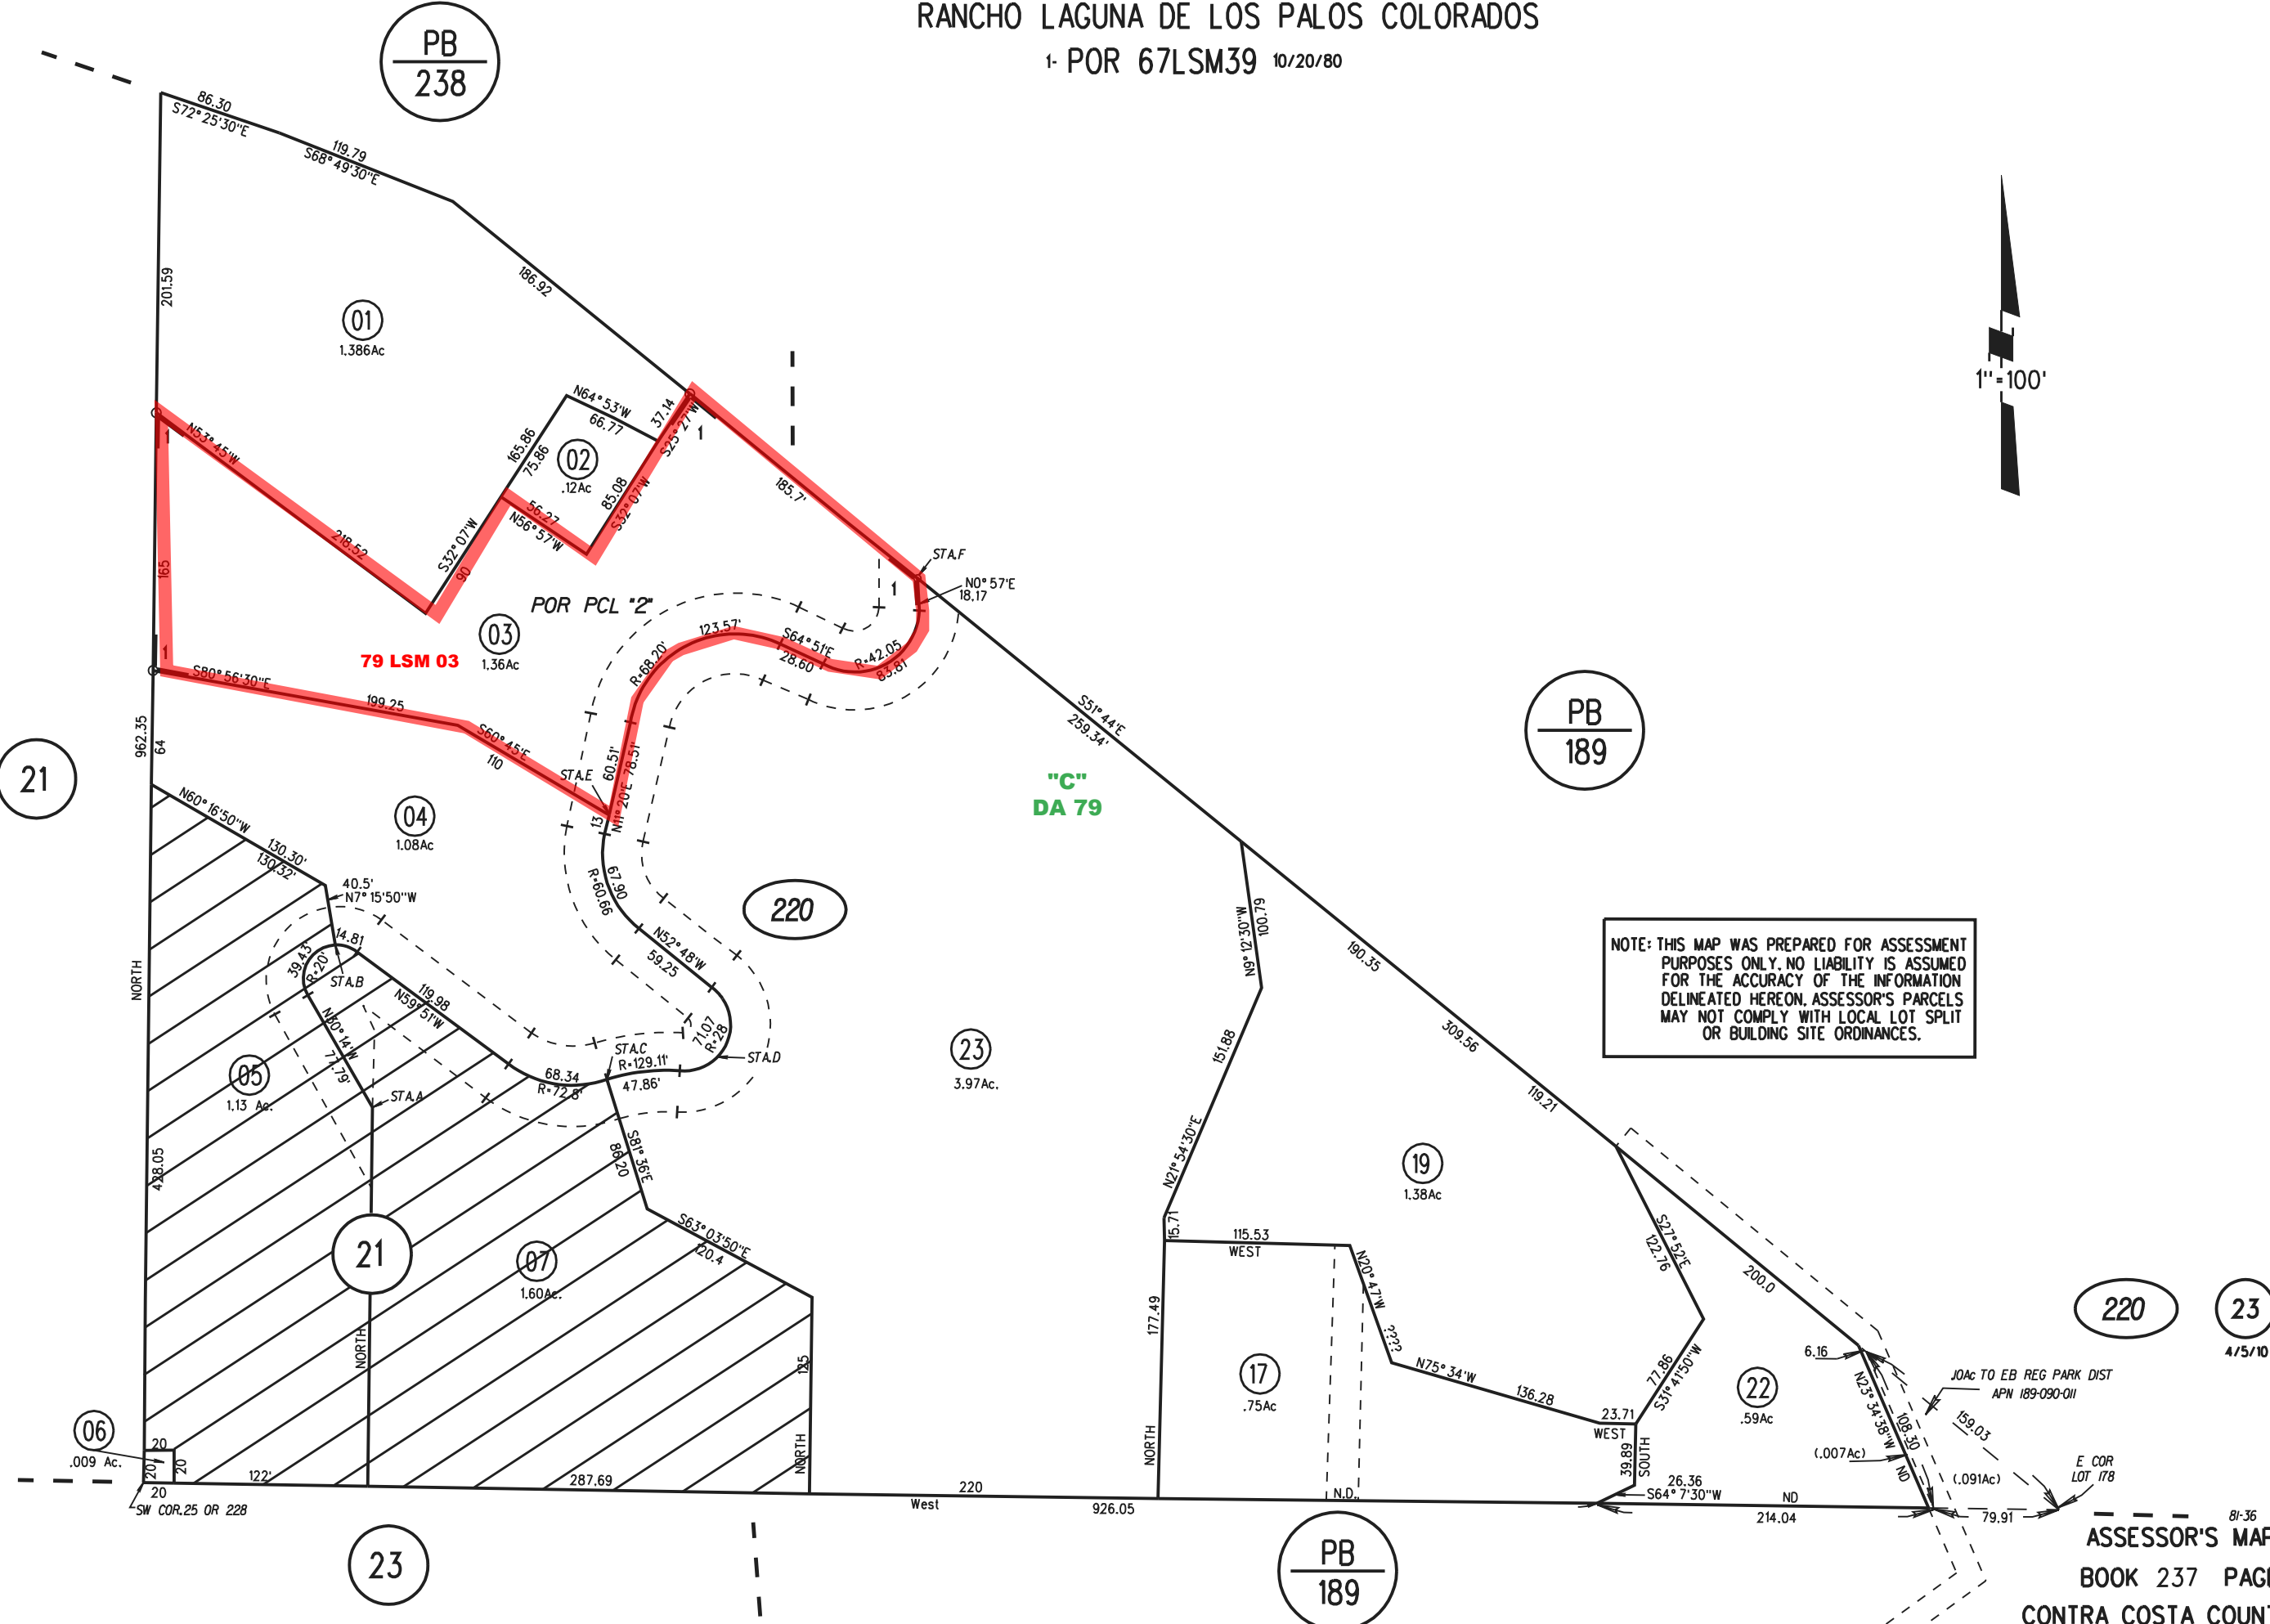 RANCHO LAGUNA DE LOS PALOS COLORADOS
1- POR 67LSM39 10/20/80
PB
238
86.30
S72°25'30"E
119.79
S68°49'30"E
186.92
201.59
01
1.386Ac
1"=100'
N64°53'W
66.77
37.14
S25°27'W
1
165.86
75.86
02
.12Ac
85.08
S32°07'W
56.27
N56°57'W
1
N53°45'W
218.52
S32°07'W
90
185.7'
165
STA.F
N0°57'E
18.17
1
POR PCL "2"
03
1.36Ac
79 LSM 03
123.57'
S64°51'E
28.60
R=42.05
83.81
R=68.20'
1
S80°56'30"E
199.25
S60°45'E
110
STA.E
60.51'
78.51'
N11°20'E
13
S51°44'E
259.34'
PB
189
962.35
64
21
"C"
DA 79
N60°16'50"W
130.30'
130.32'
04
1.08Ac
40.5'
N7°15'50"W
67.90
R=60.66
220
N9°12'30"W
100.79
190.35
NOTE: THIS MAP WAS PREPARED FOR ASSESSMENT
PURPOSES ONLY. NO LIABILITY IS ASSUMED
FOR THE ACCURACY OF THE INFORMATION
DELINEATED HEREON. ASSESSOR'S PARCELS
MAY NOT COMPLY WITH LOCAL LOT SPLIT
OR BUILDING SITE ORDINANCES.
14.81
39.43'
R=20'
STA.B
N52°48'W
59.25
NORTH
119.98
N59°51'W
N30°14'W
77.79'
71.07
R=28
STA.D
STA.C
R=129.11'
47.86'
68.34
R=72.8'
STA.A
05
1.13 Ac.
23
3.97Ac.
151.88
N21°54'30"E
309.56
119.21
S81°36'E
86.20
428.05
19
1.38Ac
S63°03'50"E
120.4
21
07
1.60Ac.
15.71
115.53
WEST
S27°52'E
122.76
200.0
N20°47'W
????
177.49
NORTH
125
NORTH
NORTH
17
.75Ac
N75°34'W
136.28
23.71
WEST
77.86
S31°41'50"W
22
.59Ac
6.16
220
23
4/5/10
JOAc TO EB REG PARK DIST
APN 189-090-011
N23°34'38"W
108.30
ND
159.03
(.007Ac)
(.091Ac)
E COR
LOT 178
39.89
SOUTH
26.36
S64°7'30"W
ND
214.04
79.91
06
.009 Ac.
20
20
20
20
122'
287.69
220
West
926.05
N.D.
SW COR.25 OR 228
23
PB
189
81-36
ASSESSOR'S MAP
BOOK 237 PAGE
CONTRA COSTA COUNT